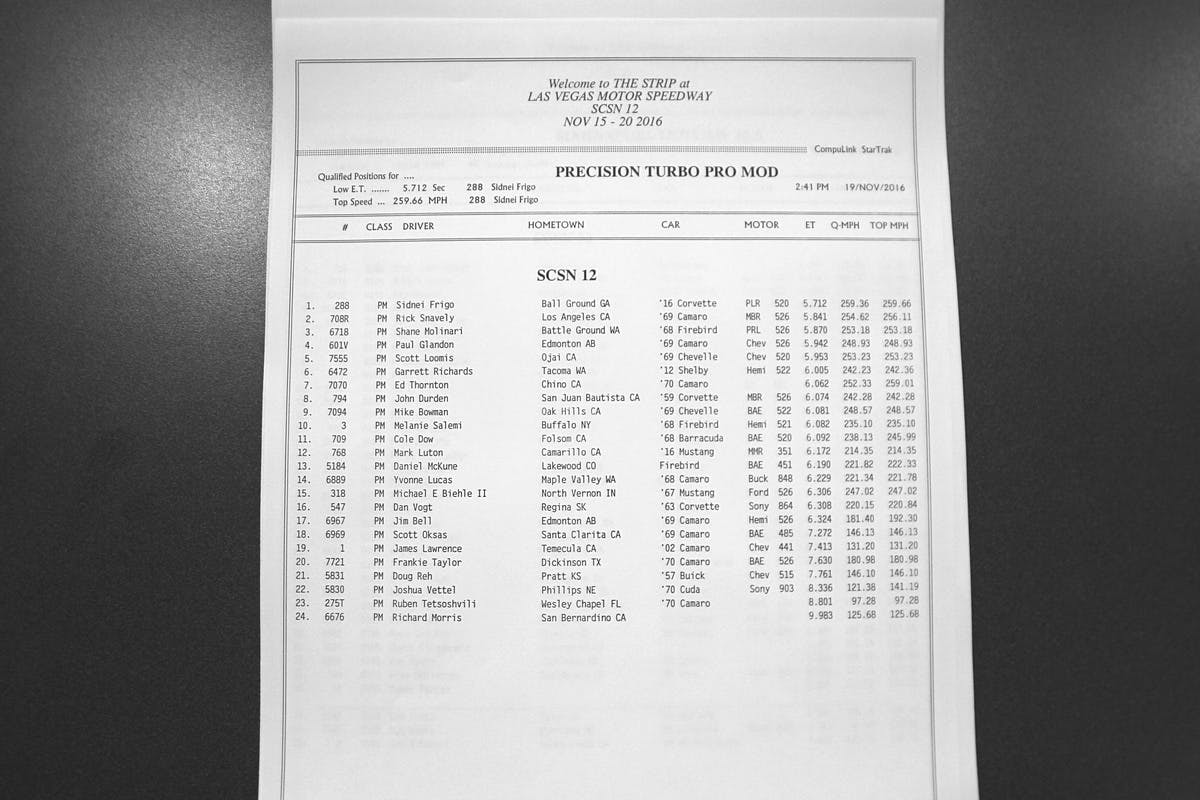 Welcome to THE STRIP at
LAS VEGAS MOTOR SPEEDWAY
SCSN 12
NOV 15 - 20 2016
CompuLink StarTrak
Qualified Positions for .... PRECISION TURBO PRO MOD
Low E.T. ....... 5.712 Sec 288 Sidnei Frigo 2:41 PM 19/NOV/2016
Top Speed ... 259.66 MPH 288 Sidnei Frigo
# CLASS DRIVER HOMETOWN CAR MOTOR ET Q-MPH TOP MPH
SCSN 12
1. 288 PM Sidnei Frigo Ball Ground GA '16 Corvette PLR 520 5.712 259.36 259.66
2. 708R PM Rick Snavely Los Angeles CA '69 Camaro MBR 526 5.841 254.62 256.11
3. 6718 PM Shane Molinari Battle Ground WA '68 Firebird PRL 526 5.870 253.18 253.18
4. 601V PM Paul Glandon Edmonton AB '69 Camaro Chev 526 5.942 248.93 248.93
5. 7555 PM Scott Loomis Ojai CA '69 Chevelle Chev 520 5.953 253.23 253.23
6. 6472 PM Garrett Richards Tacoma WA '12 Shelby Hemi 522 6.005 242.23 242.36
7. 7070 PM Ed Thornton Chino CA '70 Camaro 6.062 252.33 259.01
8. 794 PM John Durden San Juan Bautista CA '59 Corvette MBR 526 6.074 242.28 242.28
9. 7094 PM Mike Bowman Oak Hills CA '69 Chevelle BAE 522 6.081 248.57 248.57
10. 3 PM Melanie Salemi Buffalo NY '68 Firebird Hemi 521 6.082 235.10 235.10
11. 709 PM Cole Dow Folsom CA '68 Barracuda BAE 520 6.092 238.13 245.99
12. 768 PM Mark Luton Camarillo CA '16 Mustang MMR 351 6.172 214.35 214.35
13. 5184 PM Daniel McKune Lakewood CO Firebird BAE 451 6.190 221.82 222.33
14. 6889 PM Yvonne Lucas Maple Valley WA '68 Camaro Buck 848 6.229 221.34 221.78
15. 318 PM Michael E Biehle II North Vernon IN '67 Mustang Ford 526 6.306 247.02 247.02
16. 547 PM Dan Vogt Regina SK '63 Corvette Sony 864 6.308 220.15 220.84
17. 6967 PM Jim Bell Edmonton AB '69 Camaro Hemi 526 6.324 181.40 192.30
18. 6969 PM Scott Oksas Santa Clarita CA '69 Camaro BAE 485 7.272 146.13 146.13
19. 1 PM James Lawrence Temecula CA '02 Camaro Chev 441 7.413 131.20 131.20
20. 7721 PM Frankie Taylor Dickinson TX '70 Camaro BAE 526 7.630 180.98 180.98
21. 5831 PM Doug Reh Pratt KS '57 Buick Chev 515 7.761 146.10 146.10
22. 5830 PM Joshua Vettel Phillips NE '70 Cuda Sony 903 8.336 121.38 141.19
23. 275T PM Ruben Tetsoshvili Wesley Chapel FL '70 Camaro 8.801 97.28 97.28
24. 6676 PM Richard Morris San Bernardino CA 9.983 125.68 125.68